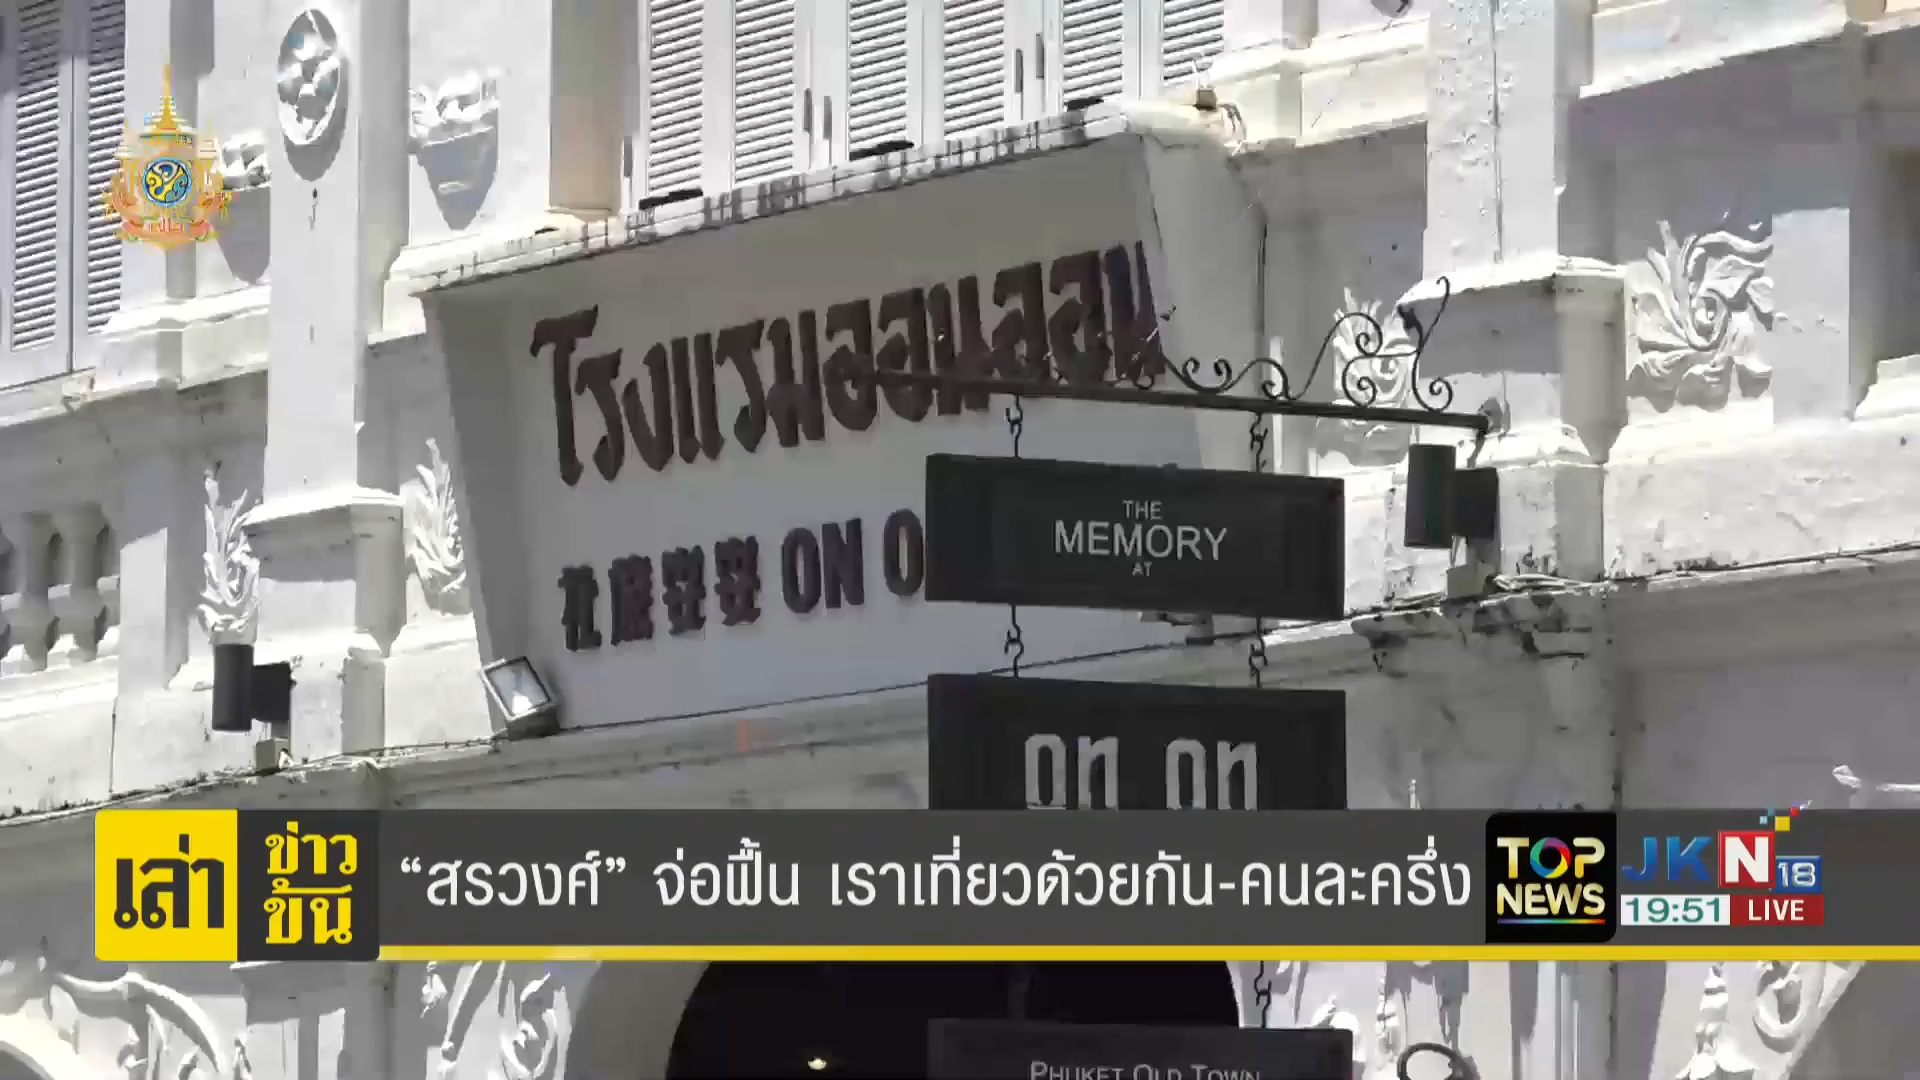 โรงแรมออนออน
ON O
THE
MEMORY
AT
on on
เล่า
ข่าว
ข้น
“สรวงศ์” จ่อฟื้น เราเที่ยวด้วยกัน-คนละครึ่ง
TOP
NEWS
JKN
18
19:51
LIVE
PHUKET OLD TOWN